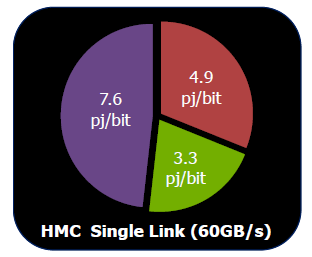 4.9
pj/bit
7.6
pj/bit
3.3
pj/bit
HMC Single Link (60GB/s)